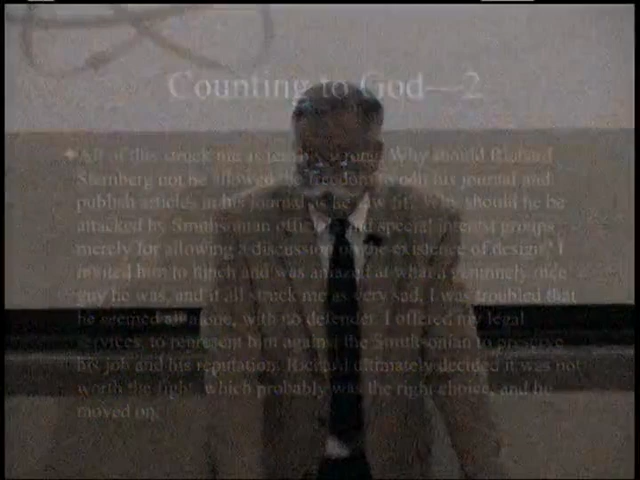 Counting to God—2
All of this struck me as terribly Why should Richard
Sternberg not be allowed the freedom to edit his journal and
publish articles in his journal as he saw fit? Why should he be
attacked by Smithsonian officials and special interest groups
merely for allowing a discussion of the existence of design? I
invited him to lunch and was amazed at what a genuinely nice
guy he was, and it all struck me as very sad. I was troubled that
he seemed all alone, with no defender. I offered my legal
services, to represent him against the Smithsonian to preserve
his job and his reputation. Richard ultimately decided it was not
worth the fight, which probably was the right choice, and he
moved on.